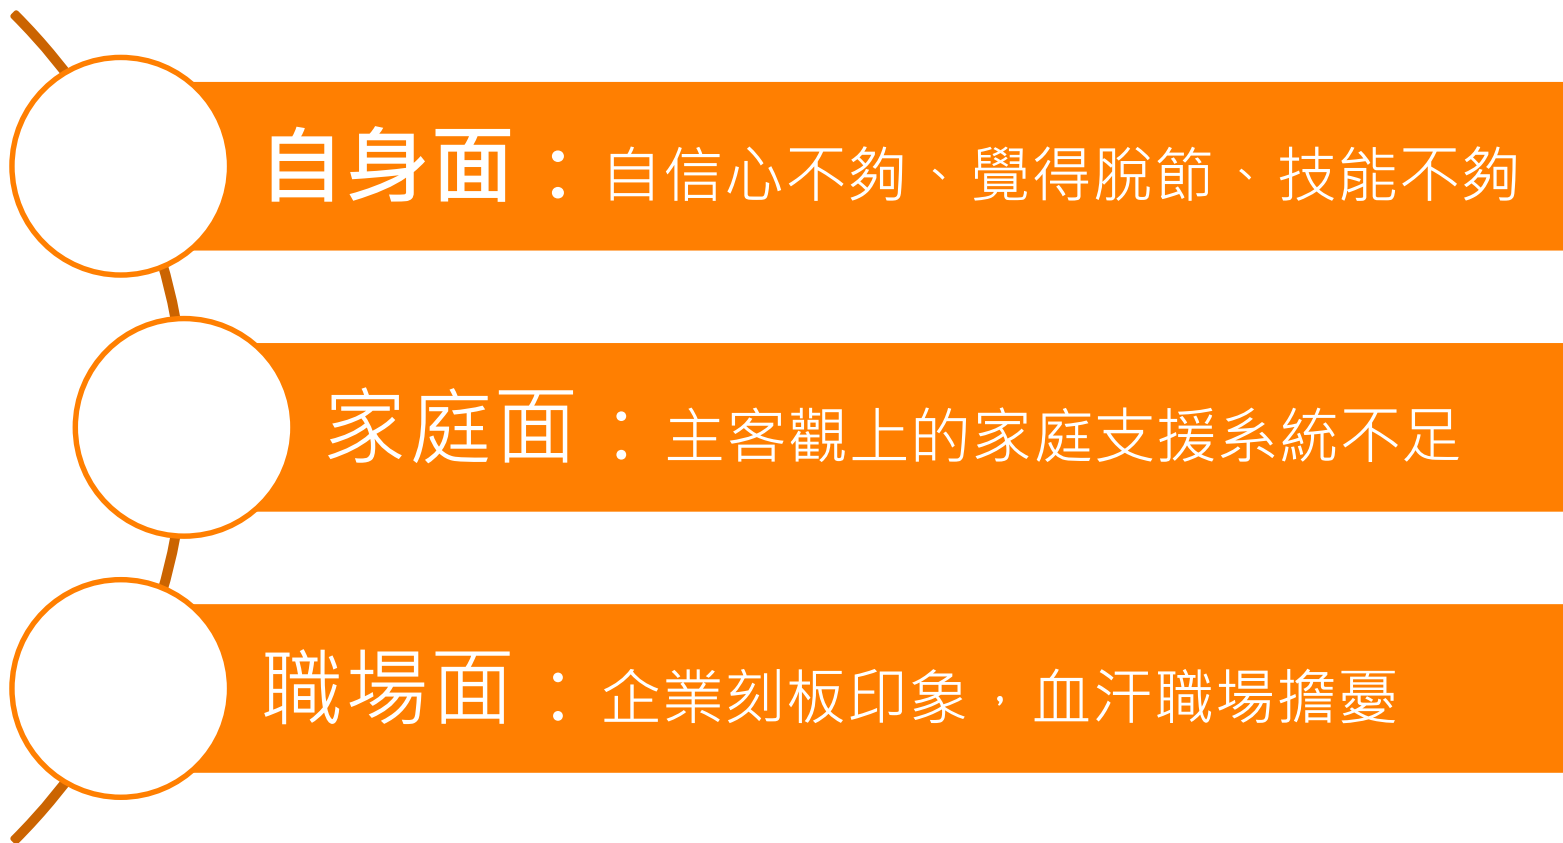 自身面：自信心不夠、覺得脫節、技能不夠
家庭面：主客觀上的家庭支援系統不足
職場面：企業刻板印象，血汗職場擔憂